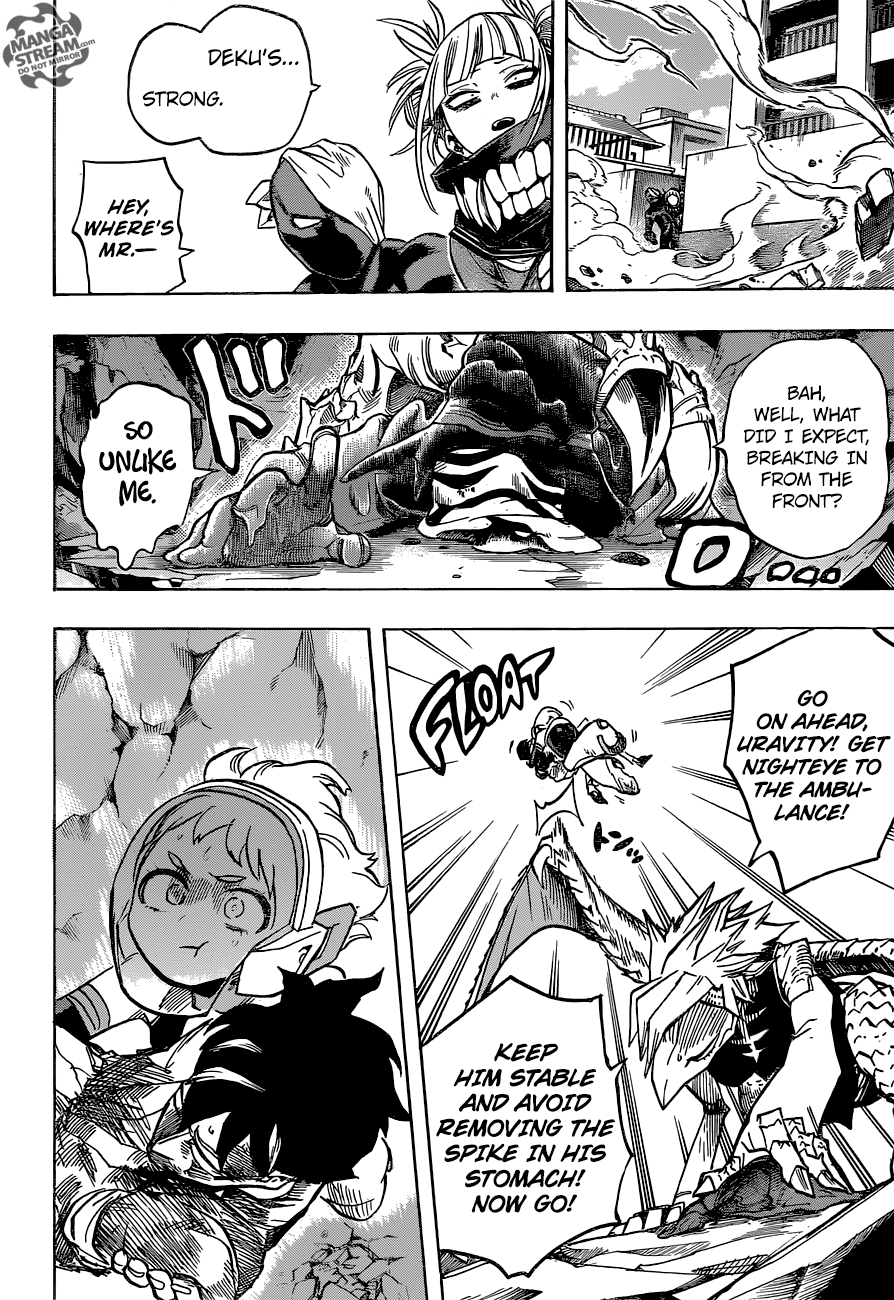 MANGA
STREAM.com
DO NOT MIRROR
DEKU'S...
STRONG.
HEY,
WHERE'S
MR.—
BAH,
WELL, WHAT
DID I EXPECT,
BREAKING IN
FROM THE
FRONT?
ド
ロ
SO
UNLIKE
ME.
GO
ON AHEAD,
URAVITY! GET
NIGHTEYE TO
THE AMBU-
LANCE!
FLOAT
KEEP
HIM STABLE
AND AVOID
REMOVING THE
SPIKE IN HIS
STOMACH!
NOW GO!